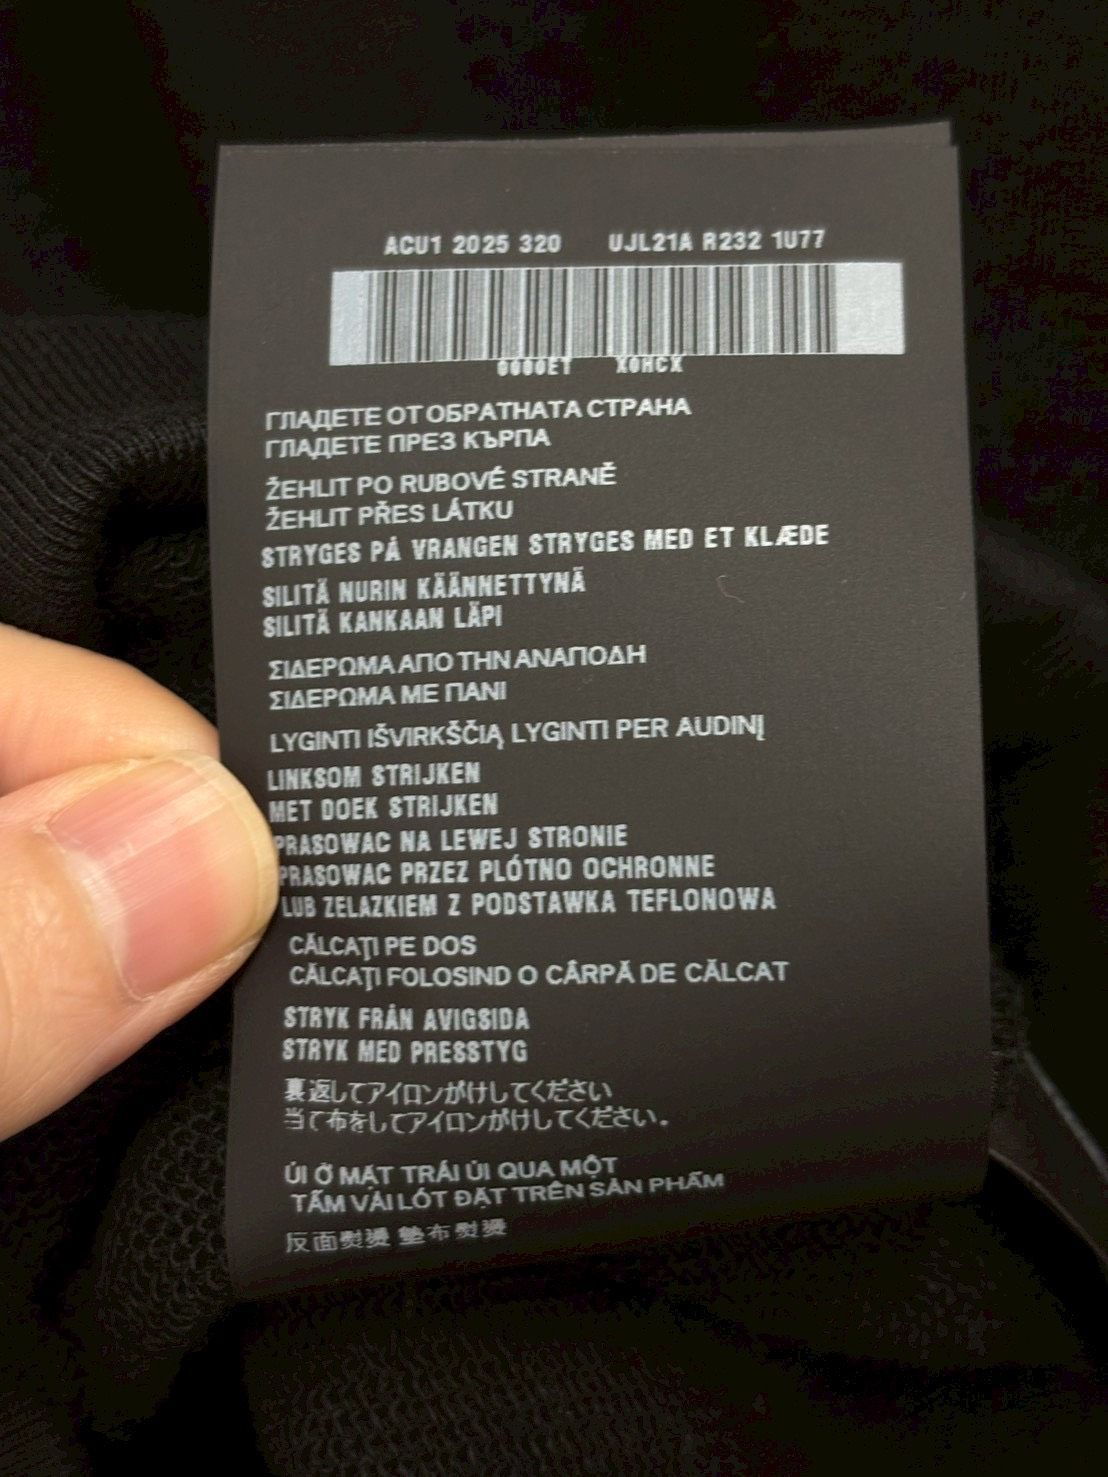 ACU1 2025 320 UJL21A R232 1U77
ГЛАДЕТЕ ОТ ОБРАТНАТА СТРАНА
ГЛАДЕТЕ ПРЕЗ КЪРПА
ŽEHLIT PO RUBOVÉ STRANĚ
ŽEHLIT PŘES LÁTKU
STRYGES PÅ VRANGEN STRYGES MED ET KLÆDE
SILITÄ NURIN KÄÄNNETTYNÄ
SILITÄ KANKAAN LÄPI
ΣΙΔΕΡΩΜΑ ΑΠΟ ΤΗΝ ΑΝΑΠΟΔΗ
ΣΙΔΕΡΩΜΑ ΜΕ ΠΑΝΙ
LYGINTI IŠVIRKŠČIĄ LYGINTI PER AUDINĮ
LINKSOM STRIJKEN
MET DOEK STRIJKEN
PRASOWAC NA LEWEJ STRONIE
PRASOWAC PRZEZ PLÓTNO OCHRONNE
LUB ZELAZKIEM Z PODSTAWKA TEFLONOWA
CĂLCAŢI PE DOS
CĂLCAŢI FOLOSIND O CÂRPĂ DE CĂLCAT
STRYK FRÅN AVIGSIDA
STRYK MED PRESSTYG
裏返してアイロンがけしてください
当て布をしてアイロンがけしてください。
ỦI Ở MẶT TRÁI ỦI QUA MỘT
TẤM VẢI LÓT ĐẶT TRÊN SẢN PHẨM
反面熨燙 墊布熨燙